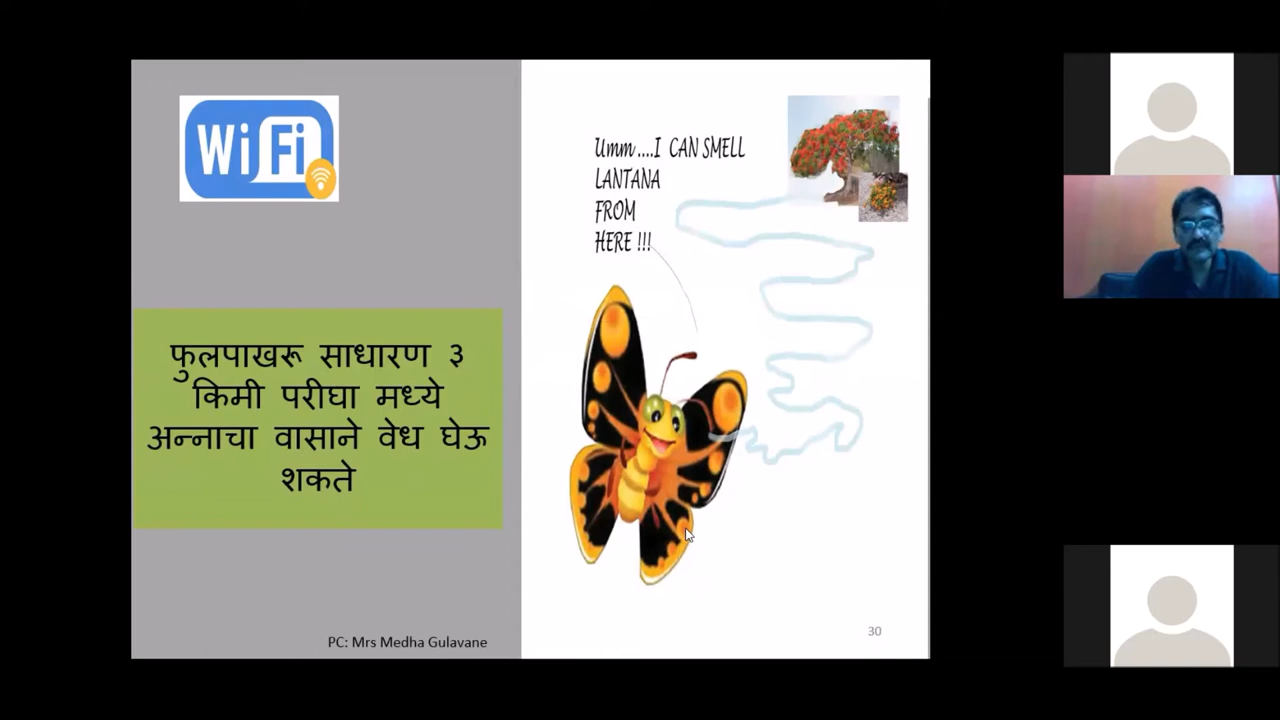 WiFi
फुलपाखरू साधारण ३
किमी परीघा मध्ये
अन्नाचा वासाने वेध घेऊ
शकते
PC: Mrs Medha Gulavane
Umm ....I CAN SMELL
LANTANA
FROM
HERE !!!
30